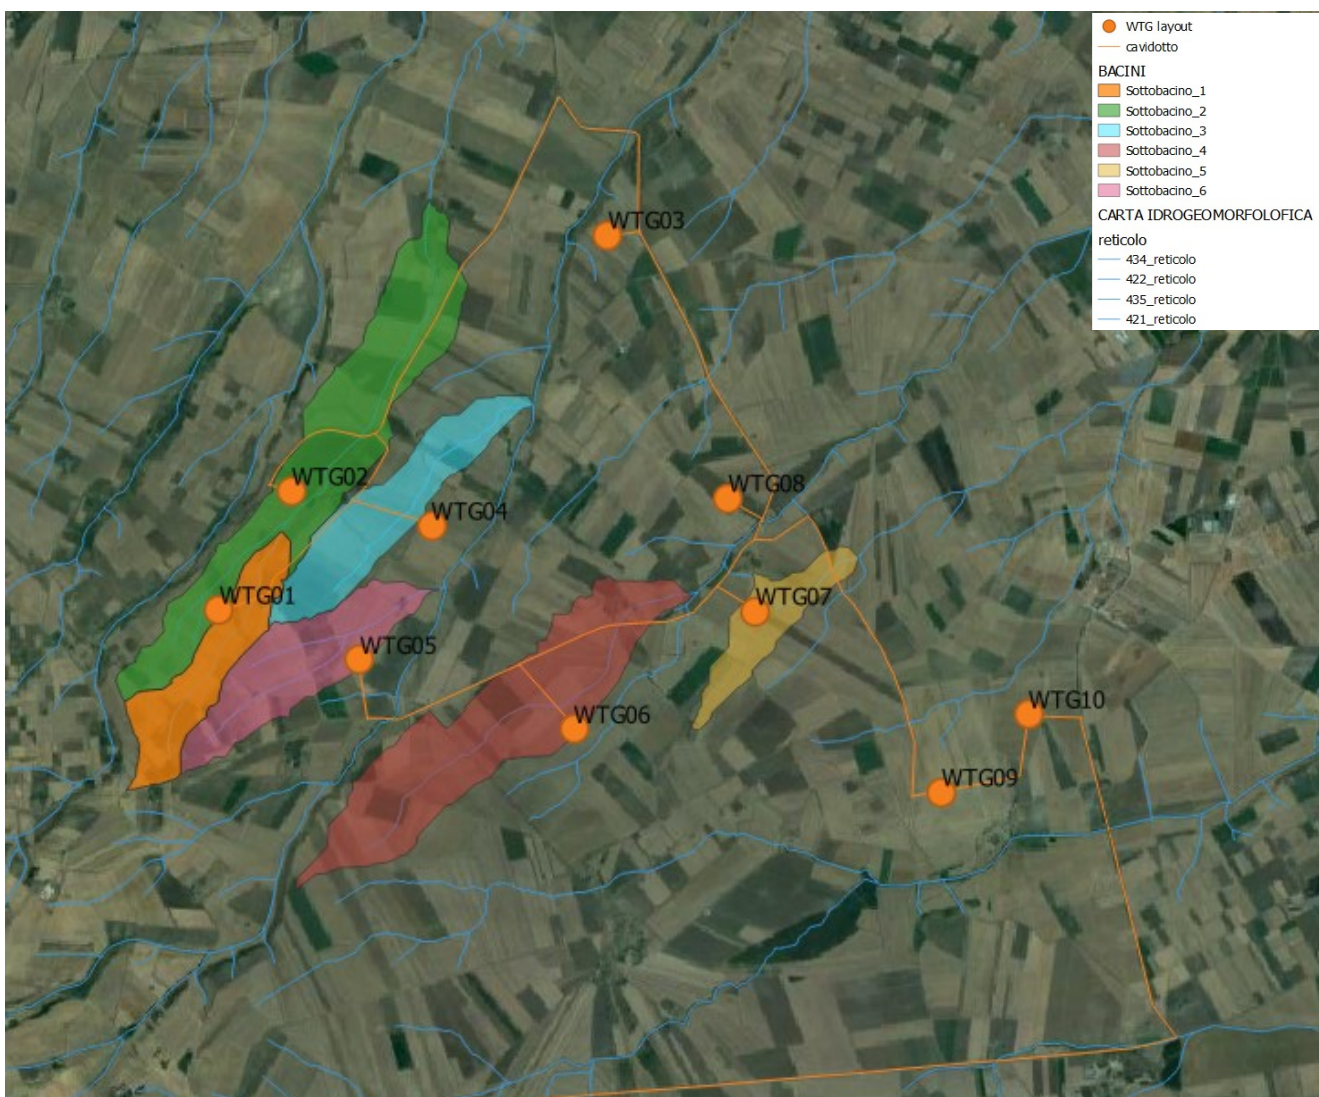 WTG layout
cavidotto
BACINI
Sottobacino_1
Sottobacino_2
Sottobacino_3
Sottobacino_4
Sottobacino_5
Sottobacino_6
CARTA IDROGEOMORFOLOFICA
reticolo
434_reticolo
422_reticolo
435_reticolo
421_reticolo
WTG03
WTG02
WTG08
WTG04
WTG01
WTG07
WTG05
WTG10
WTG06
WTG09